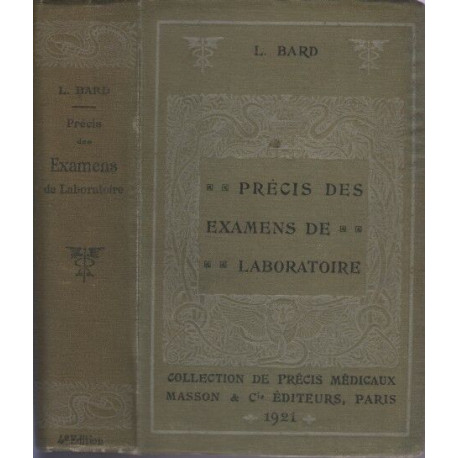 L. BARD
Précis
des
Examens
de Laboratoire
4e Edition
L. BARD
PRÉCIS DES
EXAMENS DE
LABORATOIRE
COLLECTION DE PRÉCIS MÉDICAUX
MASSON & Cie ÉDITEURS, PARIS
1921